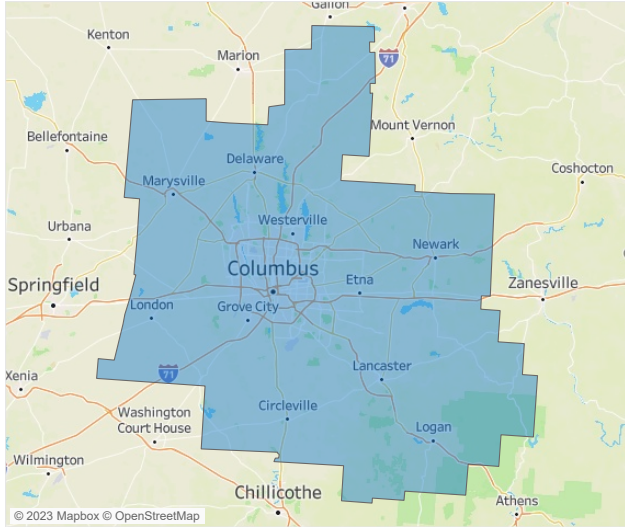 Galion
Kenton
71
Marion
Mount Vernon
Bellefontaine
Delaware
Coshocton
Marysville
Urbana
Westerville
Newark
Columbus
Springfield
Etna
Zanesville
London
Grove City
71
Lancaster
Xenia
Circleville
Washington
Court House
Logan
Wilmington
Chillicothe
Athens
© 2023 Mapbox © OpenStreetMap